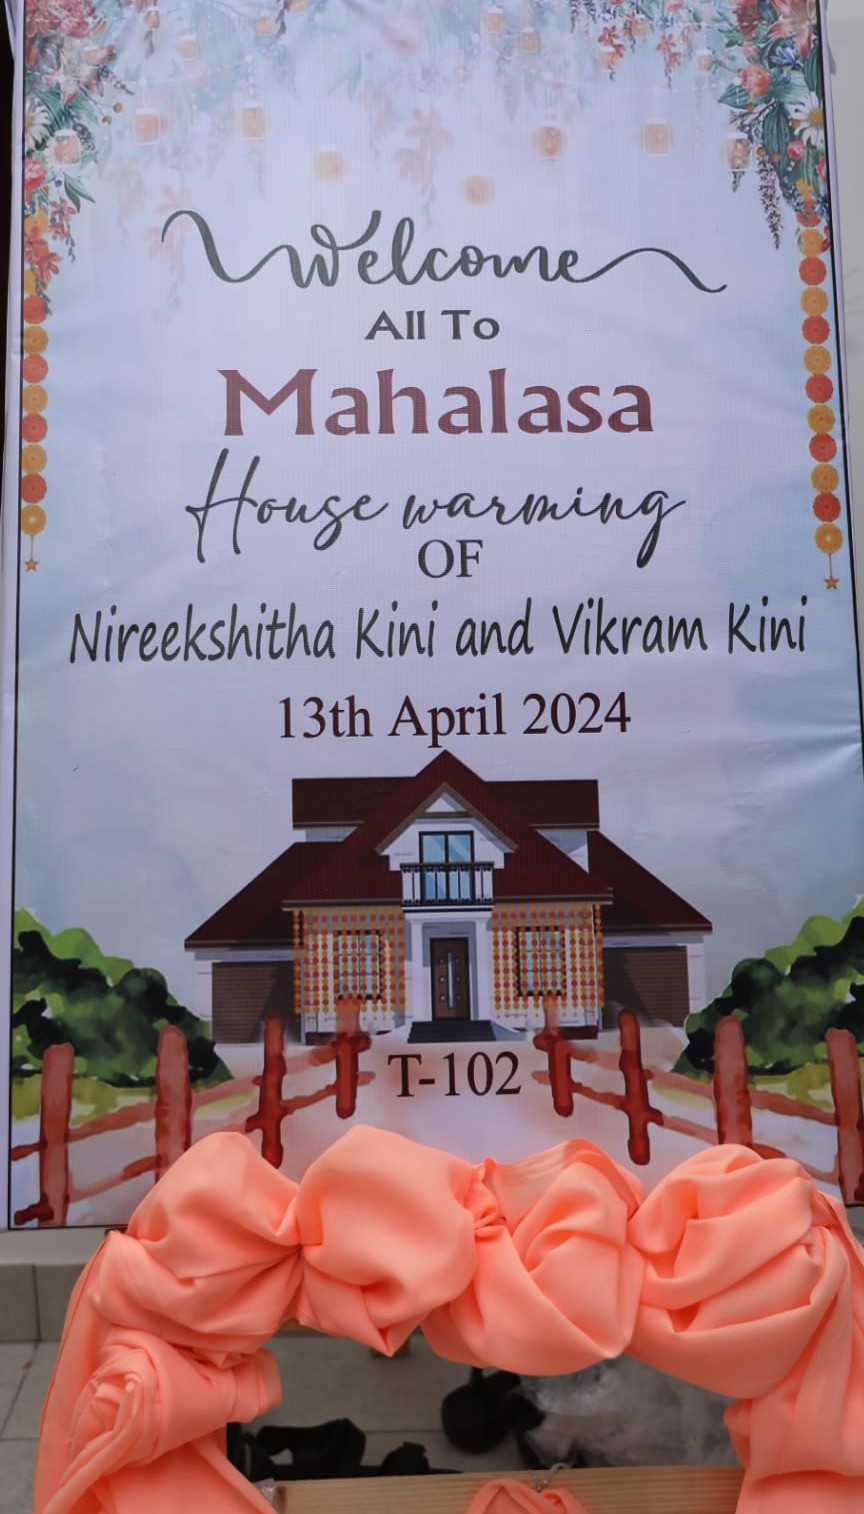 Welcome
All To
Mahalasa
House warming
OF
Nireekshitha Kini and Vikram Kini
13th April 2024
T-102